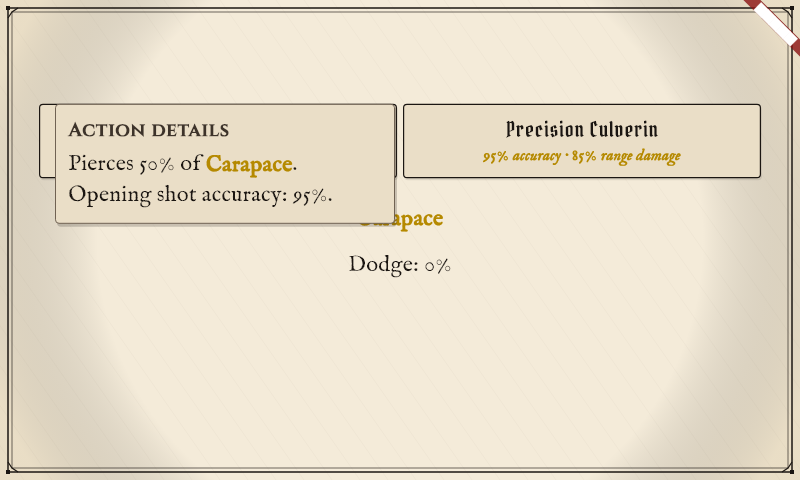 Action details
Pierces 50% of Carapace.
Opening shot accuracy: 95%.
Precision Culverin
95% accuracy · 85% range damage
Carapace
Dodge: 0%